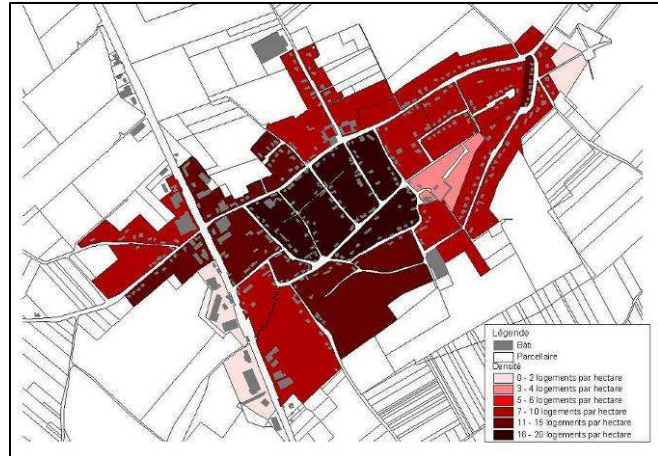 Légende
Bâti
Parcellaire
Densité
0 - 2 logements par hectare
3 - 4 logements par hectare
5 - 6 logements par hectare
7 - 10 logements par hectare
11 - 15 logements par hectare
16 - 20 logements par hectare